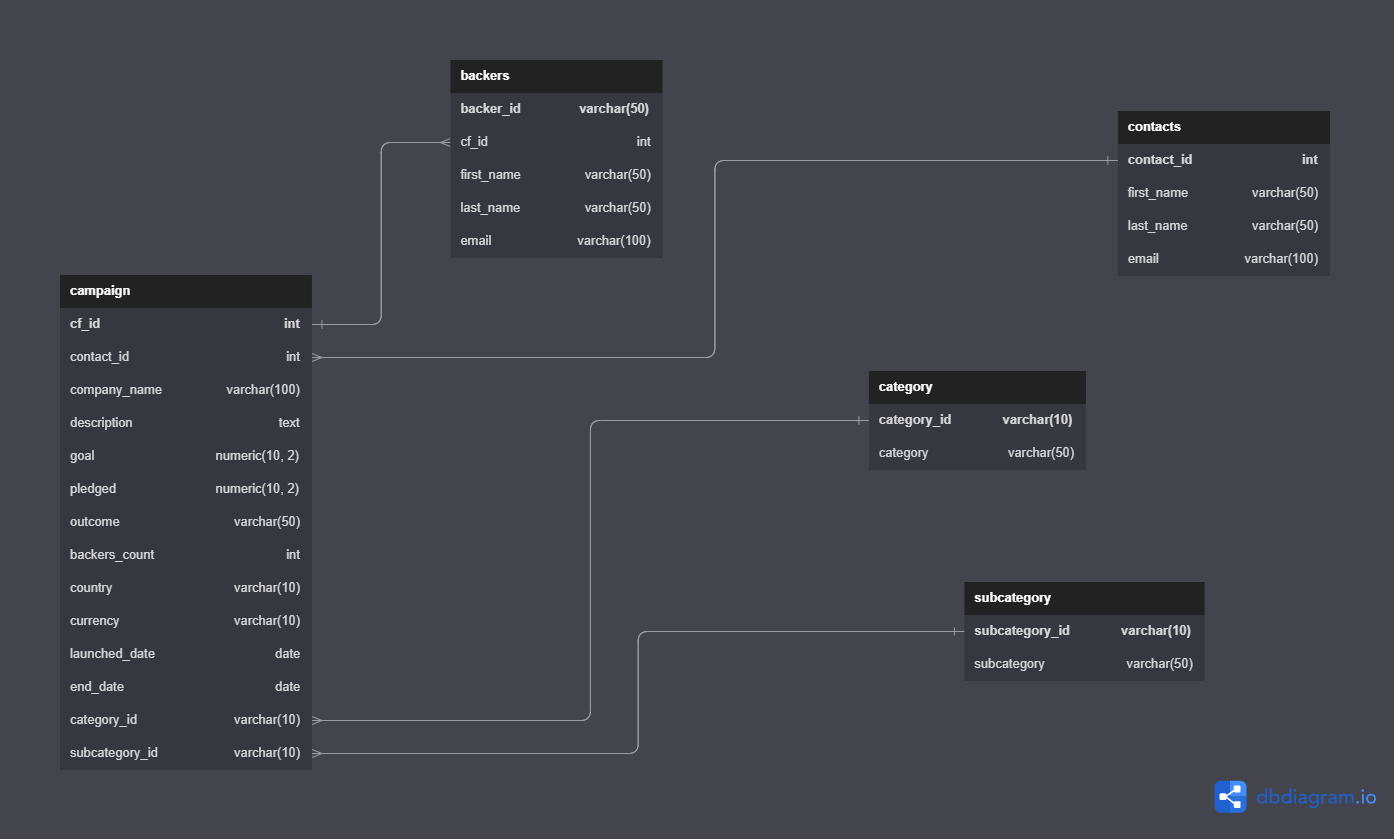 backers
backer_id varchar(50)
cf_id int
first_name varchar(50)
last_name varchar(50)
email varchar(100)
contacts
contact_id int
first_name varchar(50)
last_name varchar(50)
email varchar(100)
campaign
cf_id int
contact_id int
company_name varchar(100)
description text
goal numeric(10, 2)
pledged numeric(10, 2)
outcome varchar(50)
backers_count int
country varchar(10)
currency varchar(10)
launched_date date
end_date date
category_id varchar(10)
subcategory_id varchar(10)
category
category_id varchar(10)
category varchar(50)
subcategory
subcategory_id varchar(10)
subcategory varchar(50)
dbdiagram.io